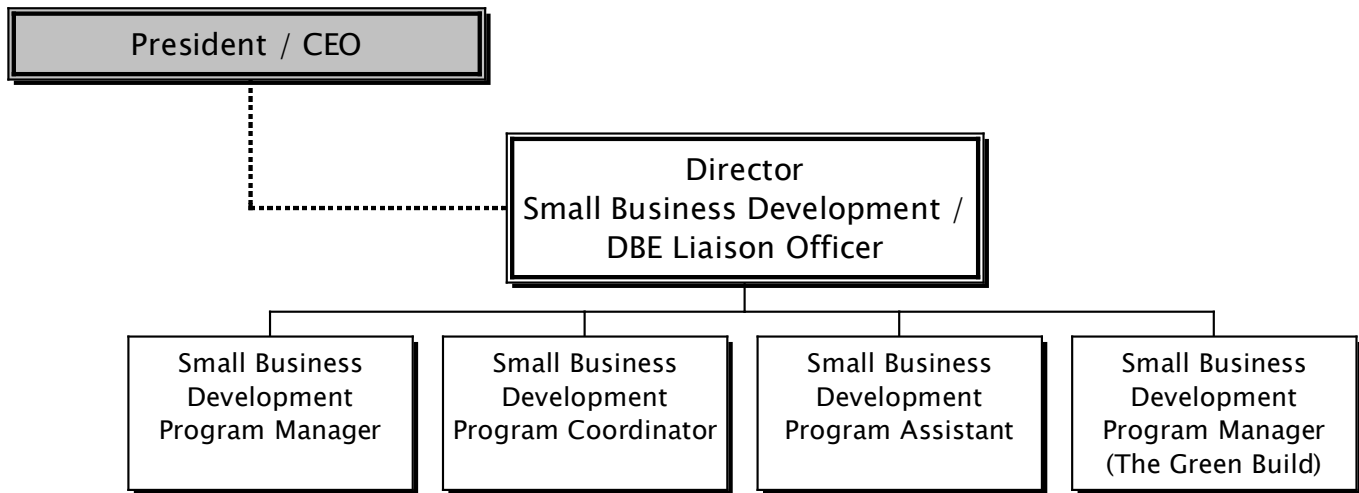 President / CEO
Director
Small Business Development /
DBE Liaison Officer
Small Business
Development
Program Manager
Small Business
Development
Program Coordinator
Small Business
Development
Program Assistant
Small Business
Development
Program Manager
(The Green Build)